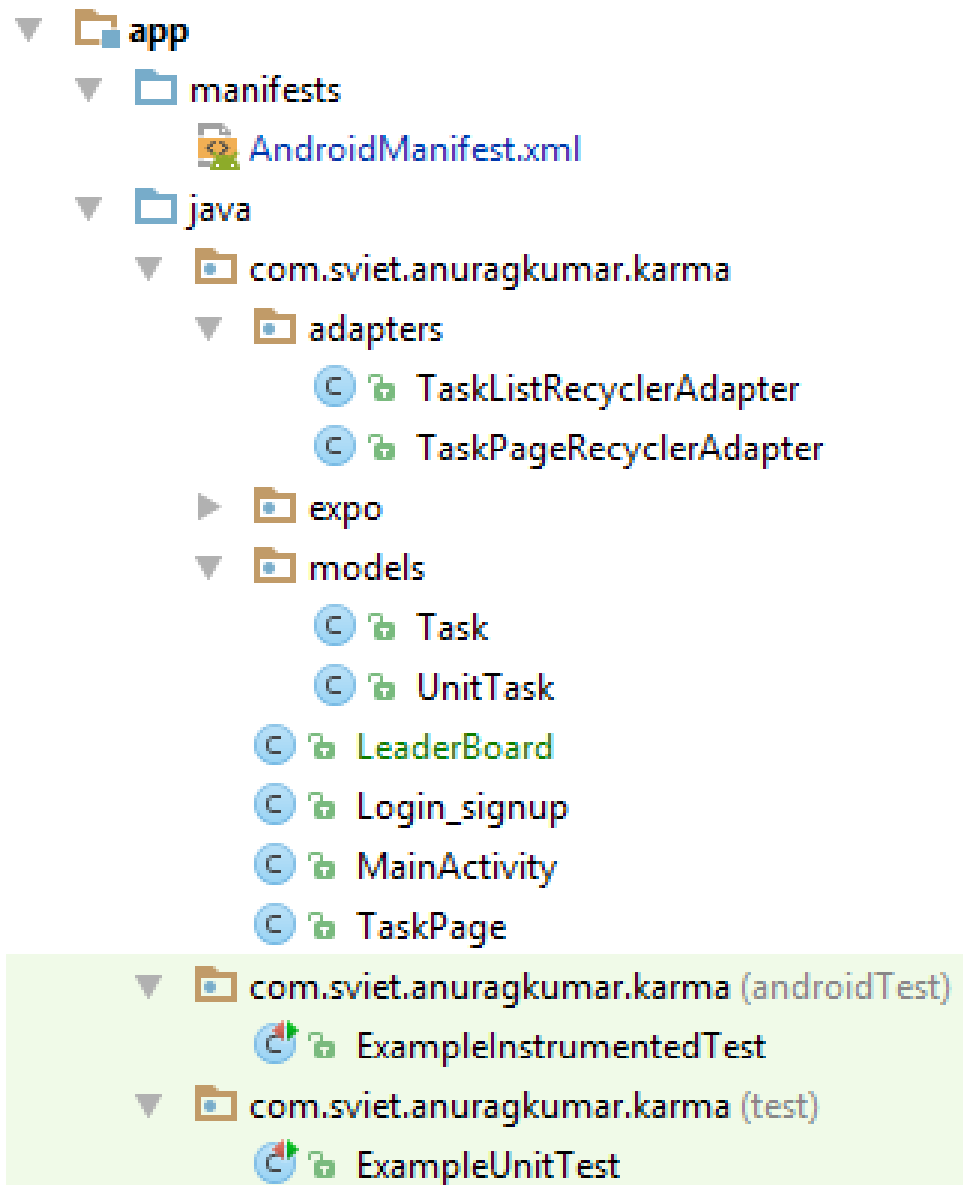 app
manifests
AndroidManifest.xml
java
com.sviet.anuragkumar.karma
adapters
C TaskListRecyclerAdapter
C TaskPageRecyclerAdapter
expo
models
C Task
C UnitTask
C LeaderBoard
C Login_signup
C MainActivity
C TaskPage
com.sviet.anuragkumar.karma (androidTest)
C ExampleInstrumentedTest
com.sviet.anuragkumar.karma (test)
C ExampleUnitTest